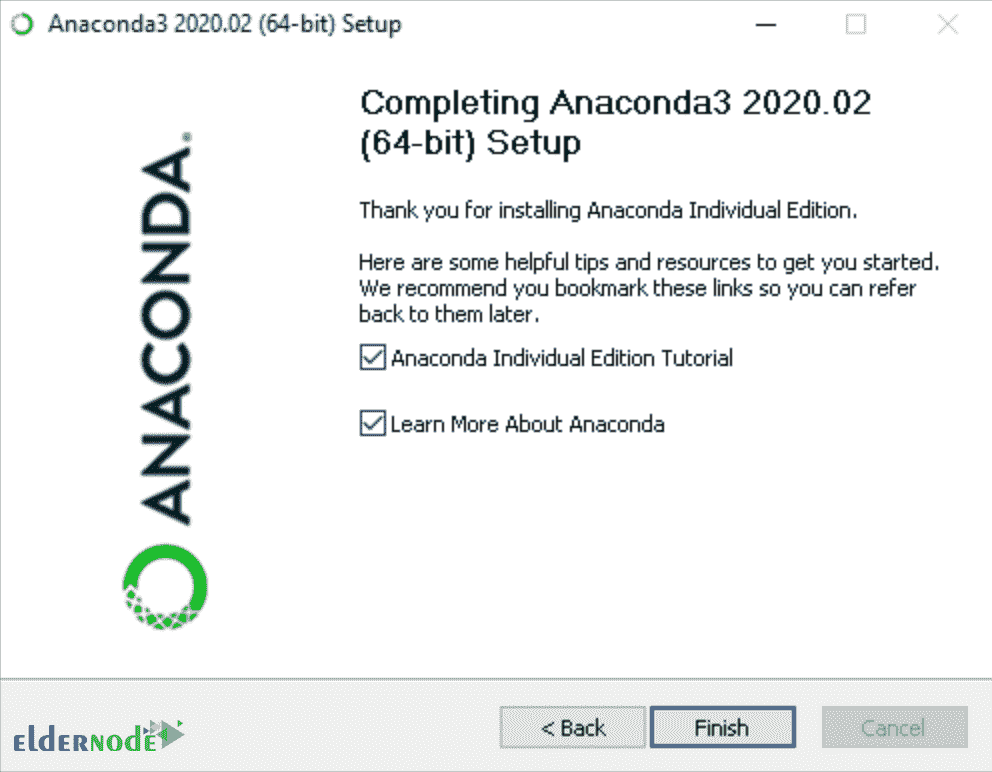 Anaconda3 2020.02 (64-bit) Setup
Completing Anaconda3 2020.02
(64-bit) Setup
ANACONDA.
Thank you for installing Anaconda Individual Edition.
Here are some helpful tips and resources to get you started.
We recommend you bookmark these links so you can refer
back to them later.
Anaconda Individual Edition Tutorial
Learn More About Anaconda
elderNode
< Back
Finish
Cancel